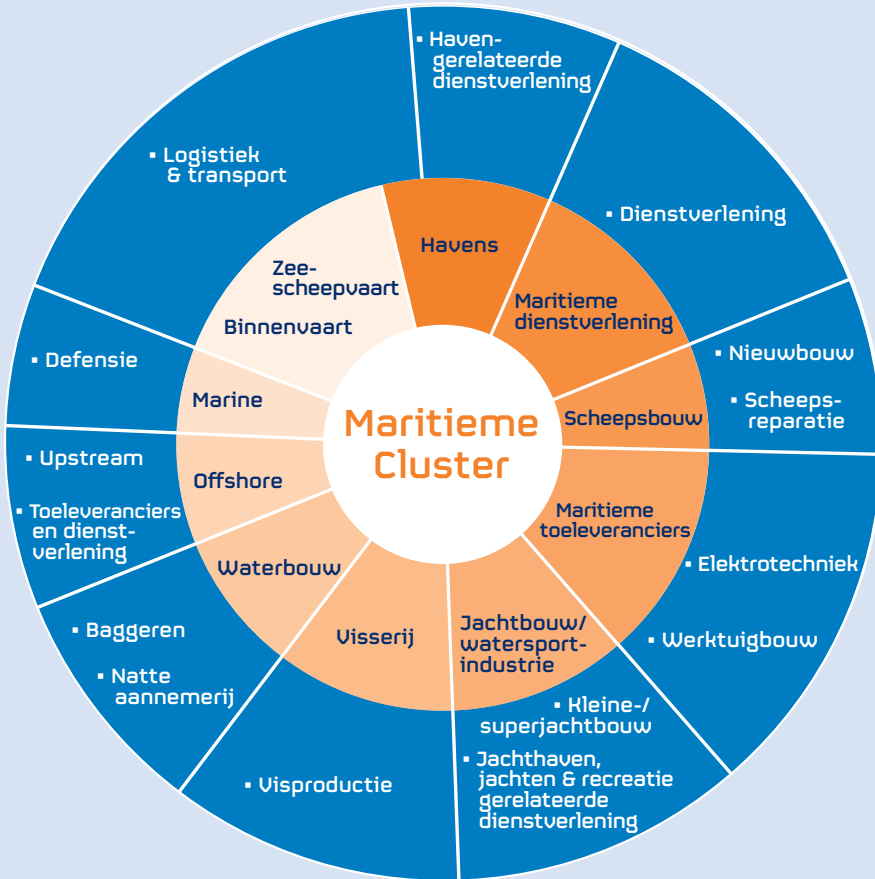 Maritieme
Cluster
Havens
▪ Haven-
gerelateerde
dienstverlening
Maritieme
dienstverlening
▪ Dienstverlening
Scheepsbouw
▪ Nieuwbouw
▪ Scheeps-
reparatie
Maritieme
toeleveranciers
▪ Elektrotechniek
▪ Werktuigbouw
Jachtbouw/
watersport-
industrie
▪ Kleine-/
superjachtbouw
▪ Jachthaven,
jachten & recreatie
gerelateerde
dienstverlening
Visserij
▪ Visproductie
Waterbouw
▪ Baggeren
▪ Natte
aannemerij
Offshore
▪ Upstream
▪ Toeleveranciers
en dienst-
verlening
Marine
▪ Defensie
Zee-
scheepvaart
Binnenvaart
▪ Logistiek
& transport